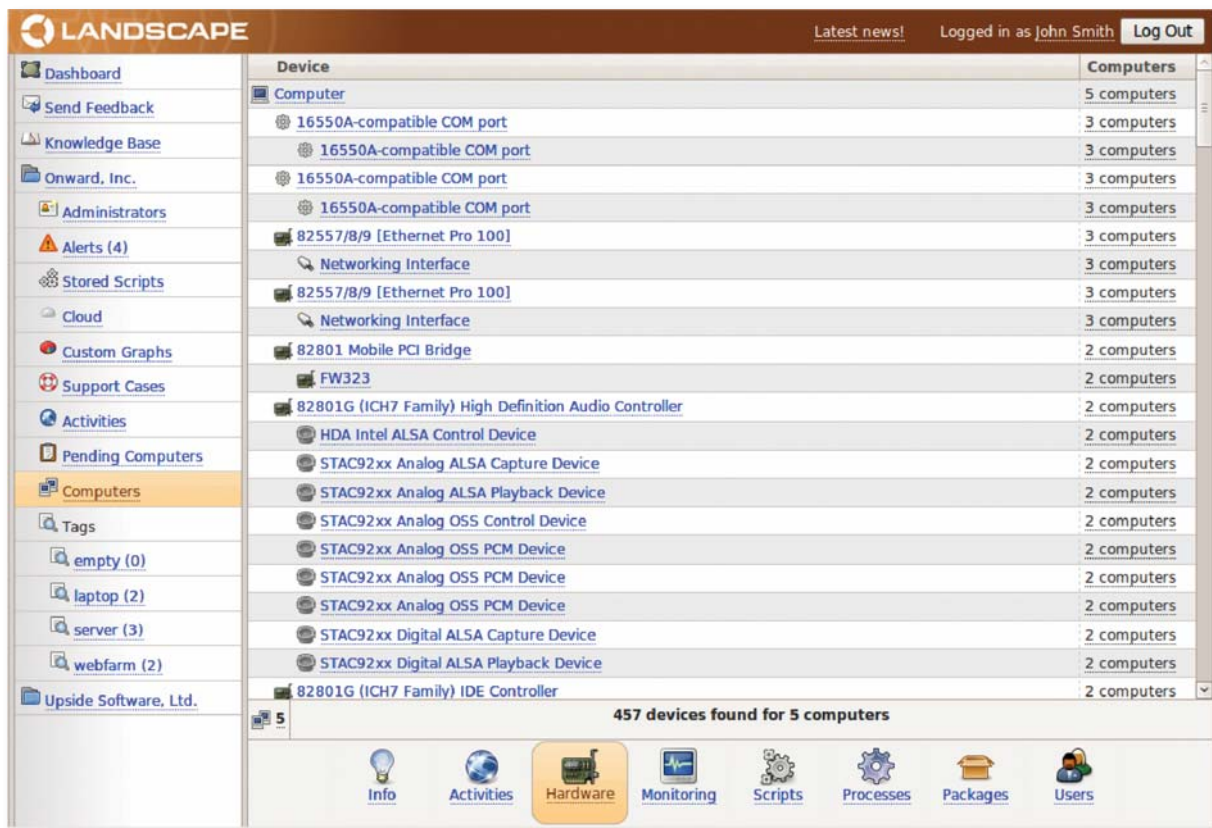 LANDSCAPE
Latest news! Logged in as John Smith Log Out
Dashboard
Send Feedback
Knowledge Base
Onward, Inc.
Administrators
Alerts (4)
Stored Scripts
Cloud
Custom Graphs
Support Cases
Activities
Pending Computers
Computers
Tags
empty (0)
laptop (2)
server (3)
webfarm (2)
Upside Software, Ltd.
Device Computers
Computer 5 computers
16550A-compatible COM port 3 computers
16550A-compatible COM port 3 computers
16550A-compatible COM port 3 computers
16550A-compatible COM port 3 computers
82557/8/9 [Ethernet Pro 100] 3 computers
Networking Interface 3 computers
82557/8/9 [Ethernet Pro 100] 3 computers
Networking Interface 3 computers
82801 Mobile PCI Bridge 2 computers
FW323 2 computers
82801G (ICH7 Family) High Definition Audio Controller 2 computers
HDA Intel ALSA Control Device 2 computers
STAC92xx Analog ALSA Capture Device 2 computers
STAC92xx Analog ALSA Playback Device 2 computers
STAC92xx Analog OSS Control Device 2 computers
STAC92xx Analog OSS PCM Device 2 computers
STAC92xx Analog OSS PCM Device 2 computers
STAC92xx Analog OSS PCM Device 2 computers
STAC92xx Digital ALSA Capture Device 2 computers
STAC92xx Digital ALSA Playback Device 2 computers
82801G (ICH7 Family) IDE Controller 2 computers
5 457 devices found for 5 computers
Info Activities Hardware Monitoring Scripts Processes Packages Users